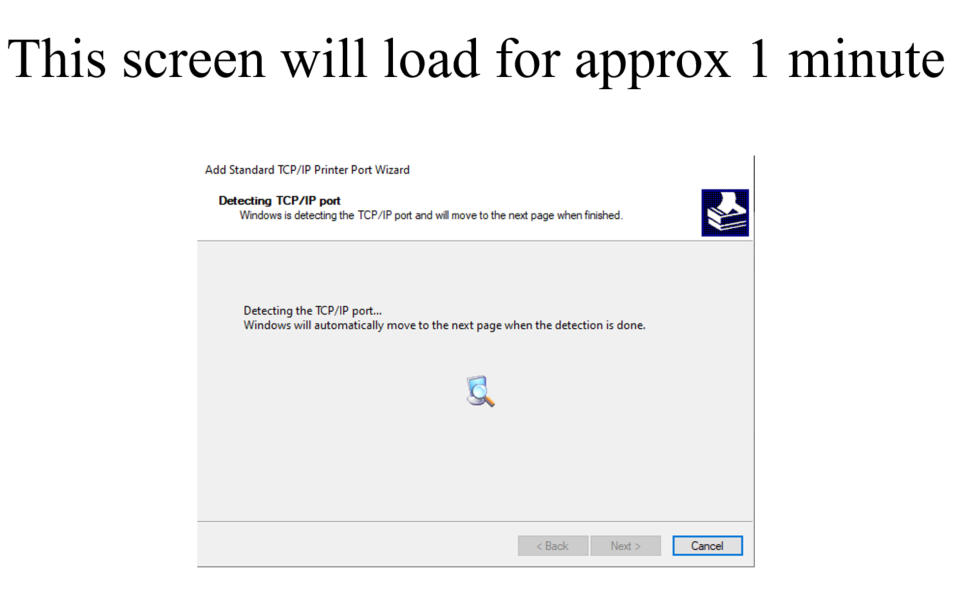 This screen will load for approx 1 minute
Add Standard TCP/IP Printer Port Wizard
Detecting TCP/IP port
Windows is detecting the TCP/IP port and will move to the next page when finished.
Detecting the TCP/IP port...
Windows will automatically move to the next page when the detection is done.
< Back Next > Cancel